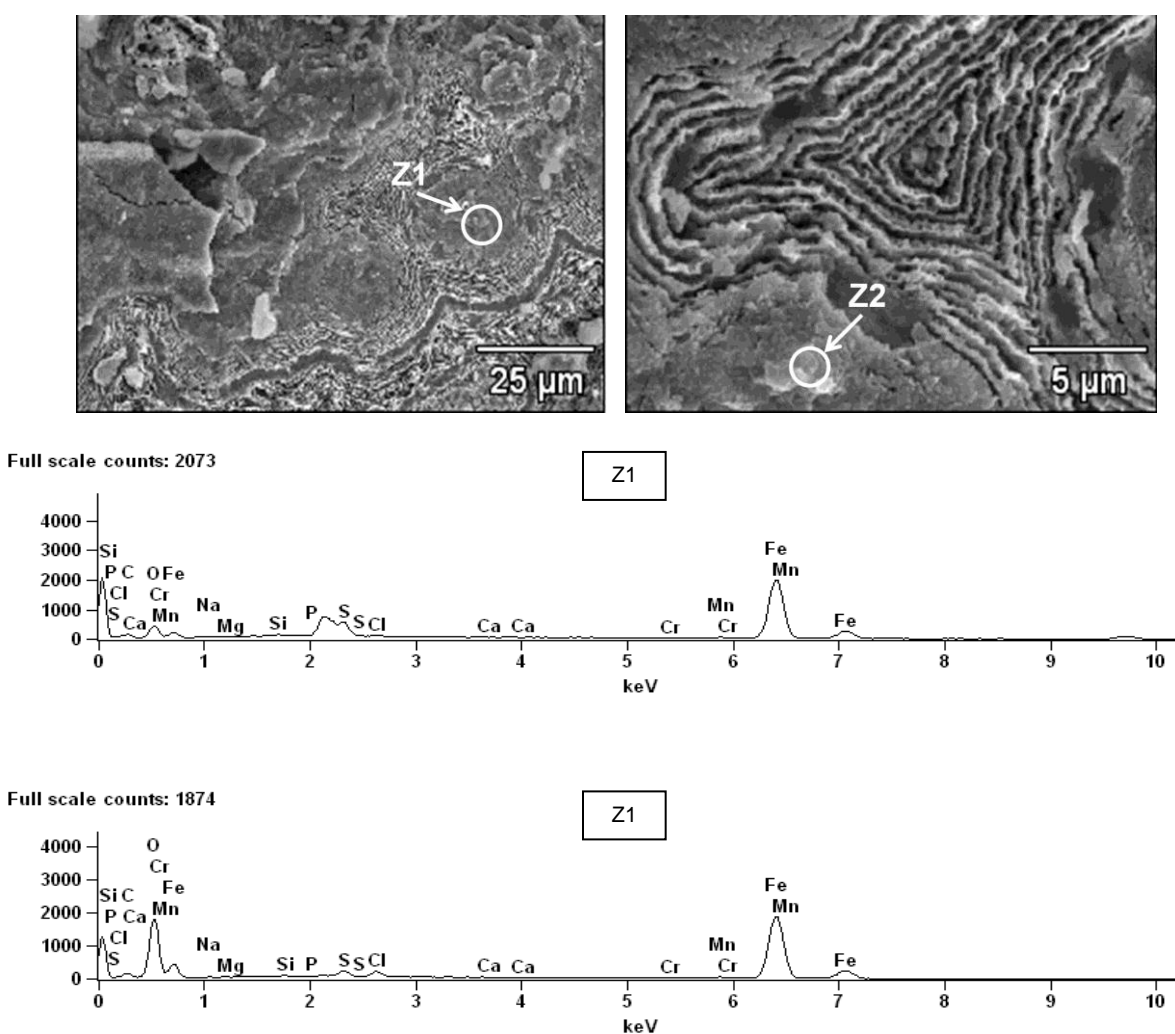 Z1
25 µm
Z2
5 µm
Full scale counts: 2073
Z1
4000
3000
2000
1000
0
Si
P C
Cl
S
Ca
O Fe
Cr
Mn
Na
Mg
Si
P
S
S
Cl
Ca
Ca
Cr
Mn
Cr
Fe
Mn
Fe
0 1 2 3 4 5 6 7 8 9 10
keV
Full scale counts: 1874
Z1
4000
3000
2000
1000
0
O
Cr
Si C
Fe
P Ca
Mn
Cl
S
Na
Mg
Si
P
S
S
Cl
Ca
Ca
Cr
Mn
Cr
Fe
Mn
Fe
0 1 2 3 4 5 6 7 8 9 10
keV